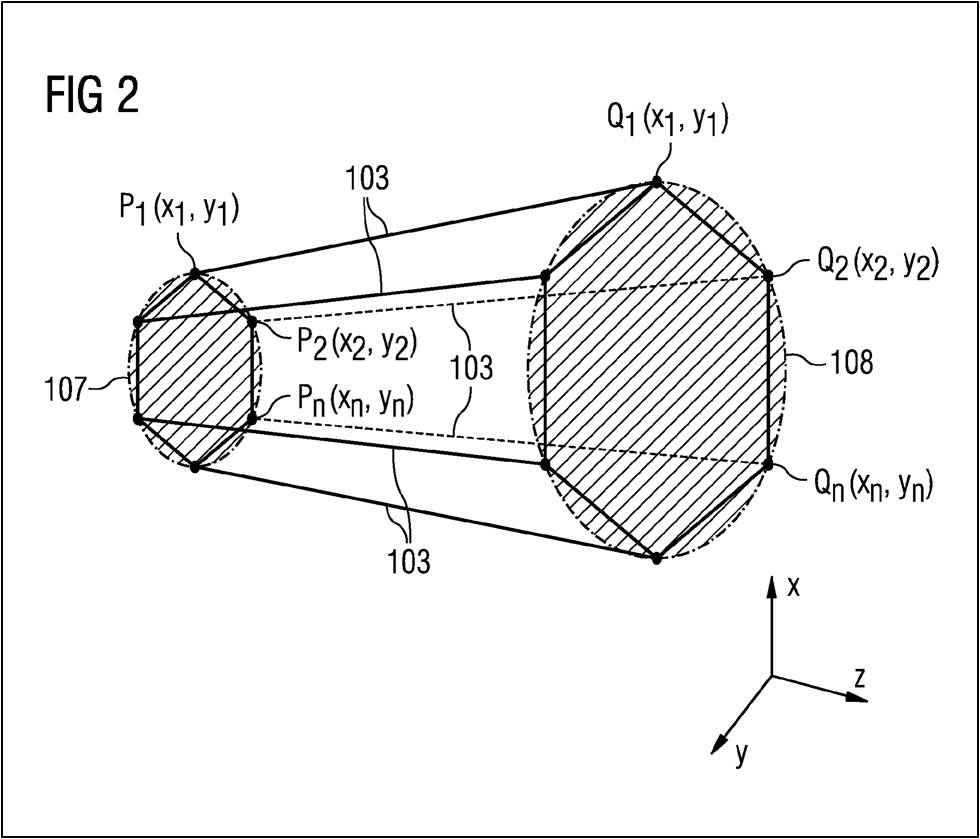 FIG 2
Q1(x1, y1)
103
P1(x1, y1)
Q2(x2, y2)
P2(x2, y2)
103
108
107
Pn(xn, yn)
Qn(xn, yn)
103
x
z
y